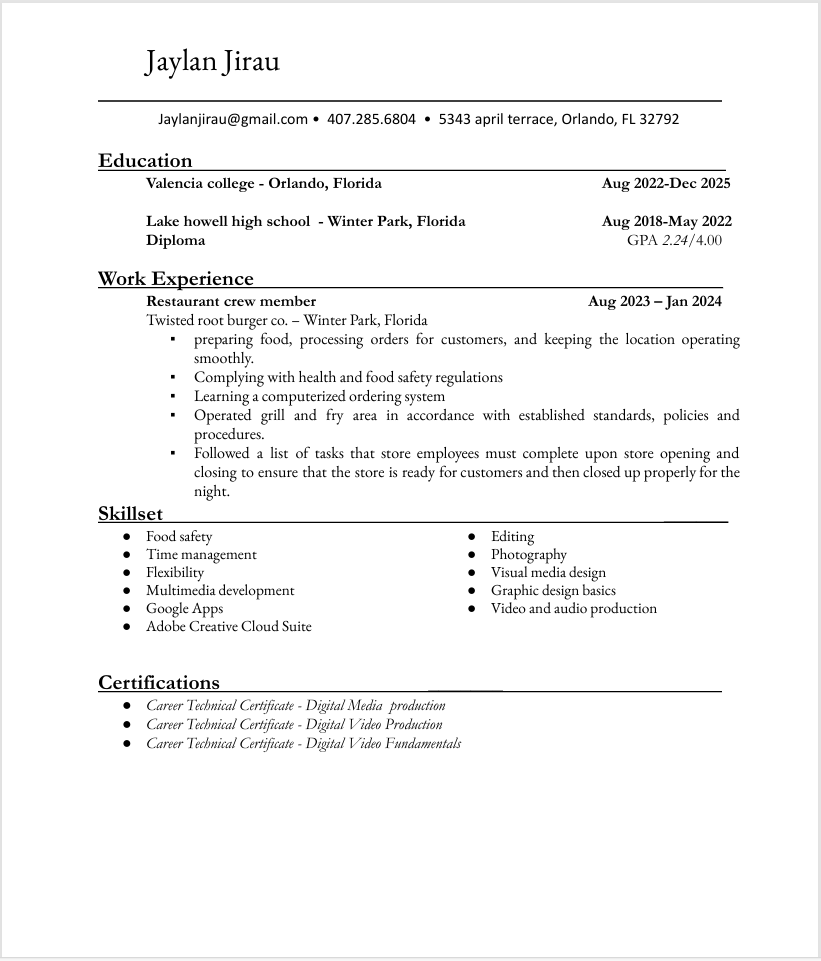 Jaylan Jirau
Jaylanjirau@gmail.com • 407.285.6804 • 5343 april terrace, Orlando, FL 32792
Education
Valencia college - Orlando, Florida Aug 2022-Dec 2025
Lake howell high school - Winter Park, Florida Aug 2018-May 2022
Diploma GPA 2.24/4.00
Work Experience
Restaurant crew member Aug 2023 – Jan 2024
Twisted root burger co. – Winter Park, Florida
▪ preparing food, processing orders for customers, and keeping the location operating
smoothly.
▪ Complying with health and food safety regulations
▪ Learning a computerized ordering system
▪ Operated grill and fry area in accordance with established standards, policies and
procedures.
▪ Followed a list of tasks that store employees must complete upon store opening and
closing to ensure that the store is ready for customers and then closed up properly for the
night.
Skillset
● Food safety
● Time management
● Flexibility
● Multimedia development
● Google Apps
● Adobe Creative Cloud Suite
● Editing
● Photography
● Visual media design
● Graphic design basics
● Video and audio production
Certifications
● Career Technical Certificate - Digital Media production
● Career Technical Certificate - Digital Video Production
● Career Technical Certificate - Digital Video Fundamentals